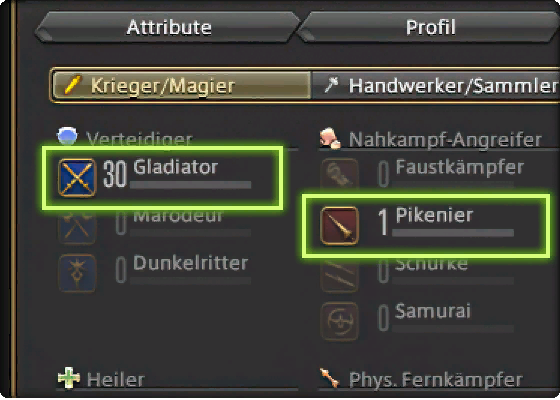 Attribute Profil
Krieger/Magier Handwerker/Sammler
Verteidiger Nahkampf-Angreifer
30 Gladiator 0 Faustkämpfer
0 Marodeur 1 Pikenier
0 Dunkelritter 0 Schurke
0 Samurai
Heiler Phys. Fernkämpfer